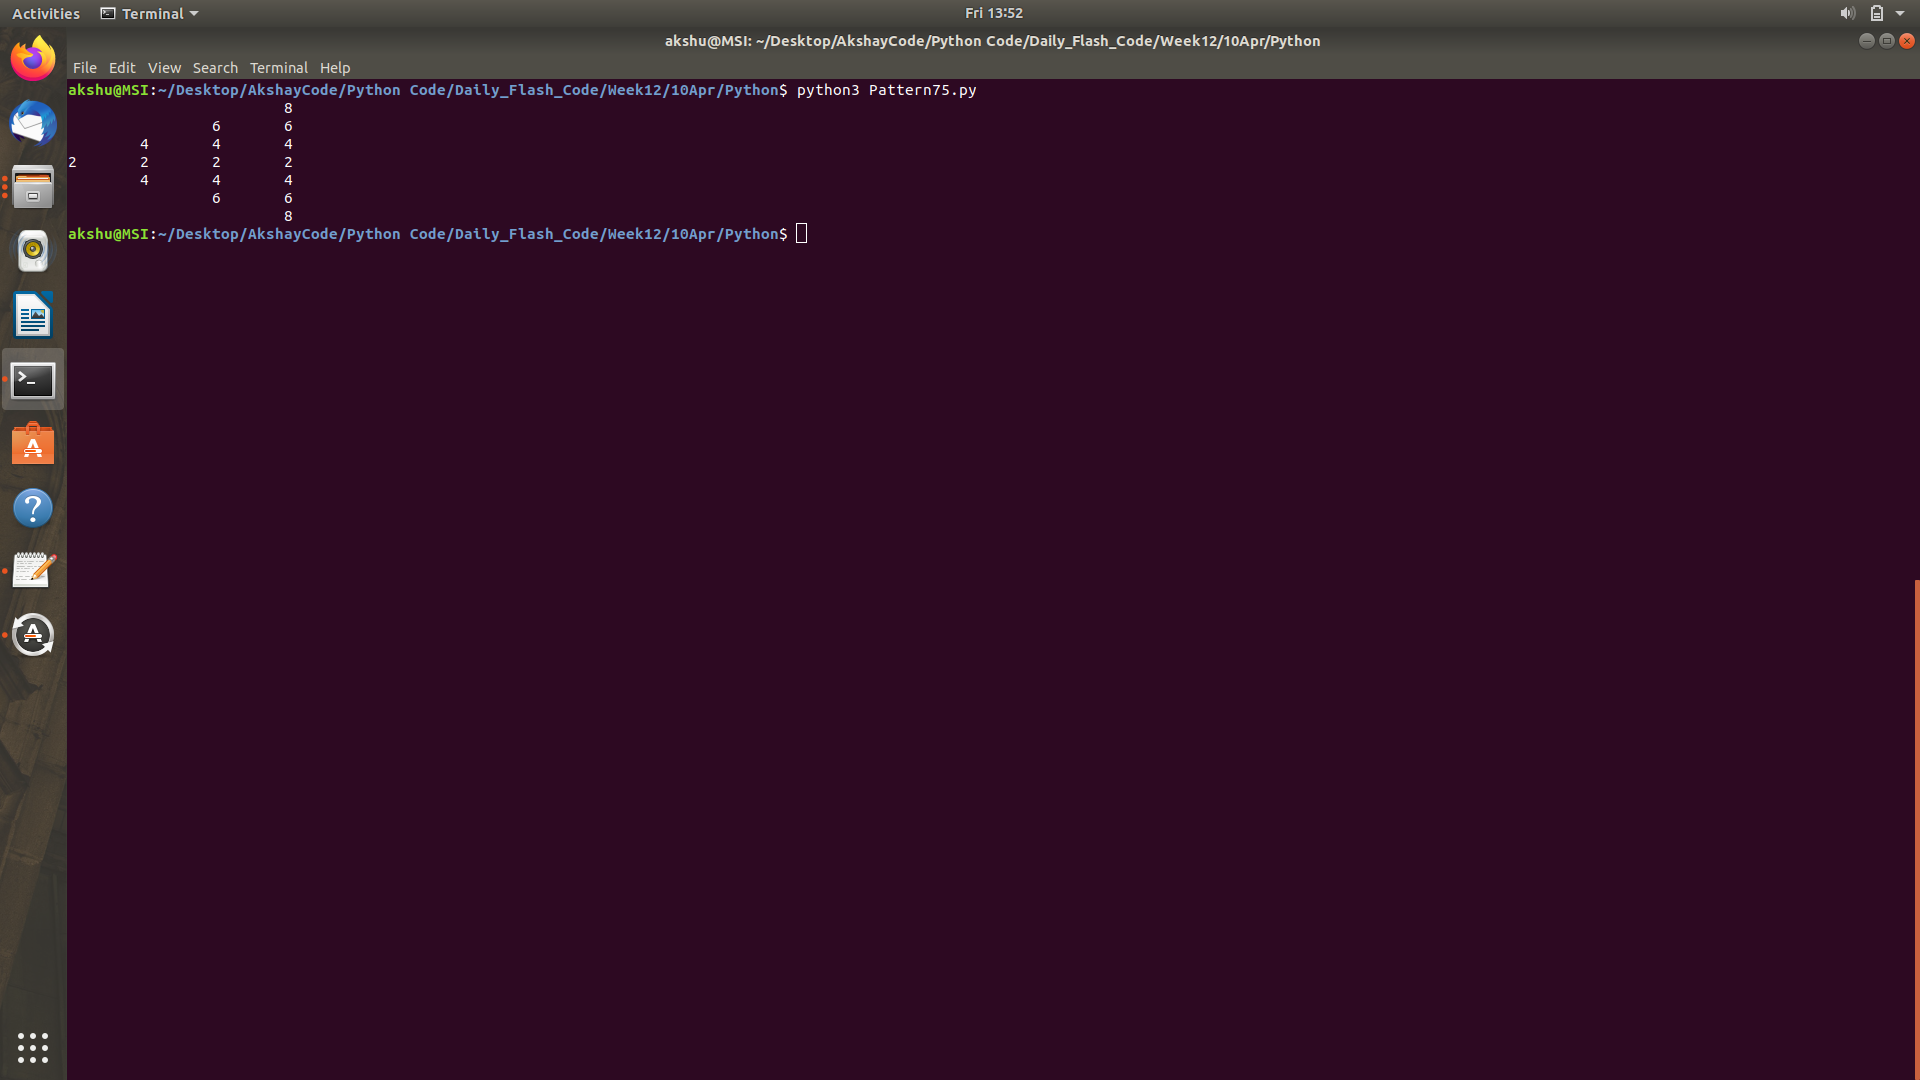 Activities Terminal Fri 13:52
akshu@MSI: ~/Desktop/AkshayCode/Python Code/Daily_Flash_Code/Week12/10Apr/Python
File Edit View Search Terminal Help
akshu@MSI:~/Desktop/AkshayCode/Python Code/Daily_Flash_Code/Week12/10Apr/Python$ python3 Pattern75.py
8
6 6
4 4 4
2 2 2 2
4 4 4
6 6
8
akshu@MSI:~/Desktop/AkshayCode/Python Code/Daily_Flash_Code/Week12/10Apr/Python$